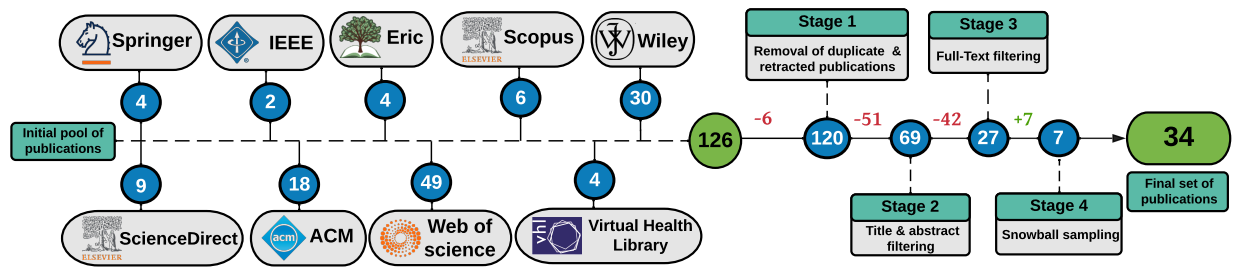 Springer
IEEE
Eric
ELSEVIER
Scopus
JW
Wiley
4
2
4
6
30
Initial pool of
publications
9
18
49
4
ELSEVIER
ScienceDirect
acm
ACM
Web of
science
vhl
Virtual Health
Library
126
-6
120
-51
69
-42
27
+7
7
34
Stage 1
Removal of duplicate &
retracted publications
Stage 2
Title & abstract
filtering
Stage 3
Full-Text filtering
Stage 4
Snowball sampling
Final set of
publications